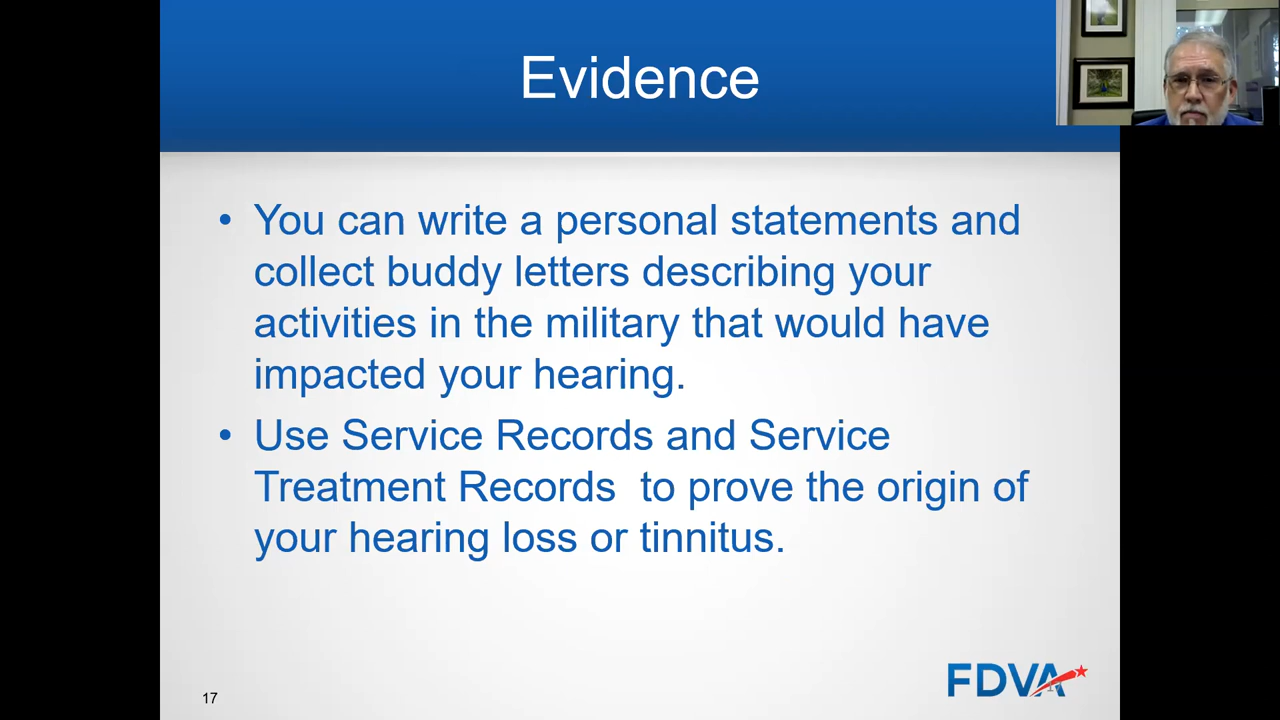 Evidence
• You can write a personal statements and
collect buddy letters describing your
activities in the military that would have
impacted your hearing.
• Use Service Records and Service
Treatment Records  to prove the origin of
your hearing loss or tinnitus.
17
FDVA